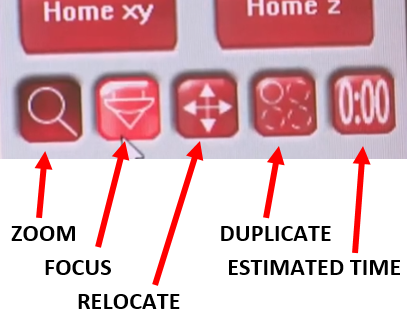 Home xy
Home z
0:00
ZOOM
DUPLICATE
FOCUS
ESTIMATED TIME
RELOCATE